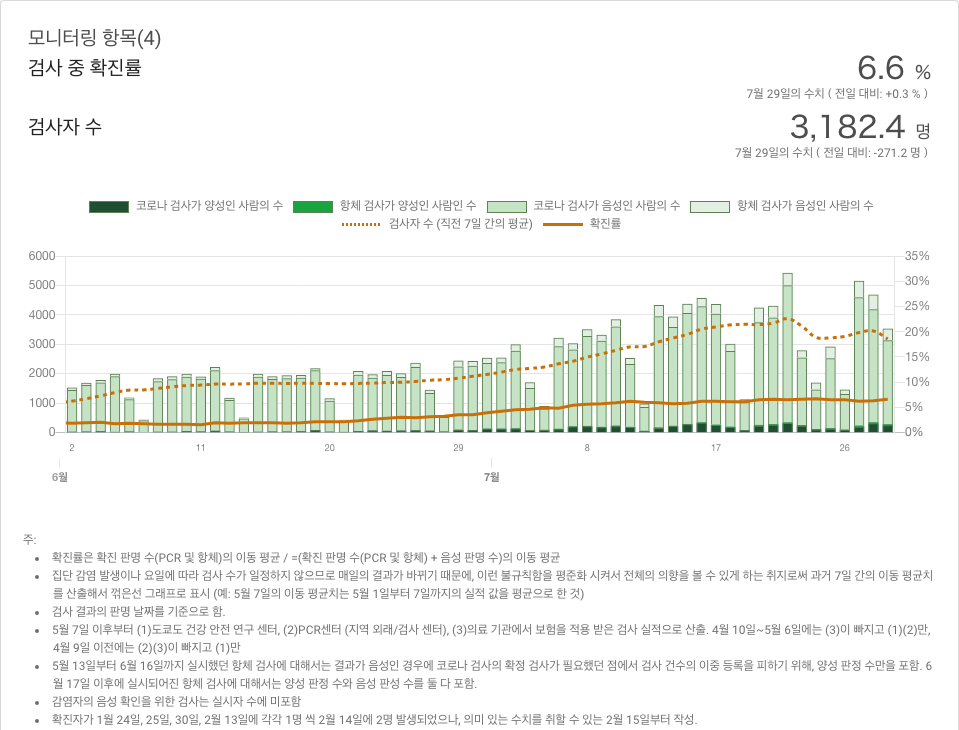 모니터링 항목(4)
검사 중 확진률
6.6 %
7월 29일의 수치 ( 전일 대비: +0.3 % )
검사자 수
3,182.4 명
7월 29일의 수치 ( 전일 대비: -271.2 명 )
코로나 검사가 양성인 사람의 수 항체 검사가 양성인 사람인 수 코로나 검사가 음성인 사람의 수 항체 검사가 음성인 사람의 수
검사자 수 (직전 7일 간의 평균) 확진률
6000 35%
5000 30%
4000 25%
3000 20%
2000 15%
1000 10%
0 5%
0%
2 11 20 29 8 17 26
6월 7월
주:
확진률은 확진 판명 수(PCR 및 항체)의 이동 평균 / =(확진 판명 수(PCR 및 항체) + 음성 판명 수)의 이동 평균
집단 감염 발생이나 요일에 따라 검사 수가 일정하지 않으므로 매일의 결과가 바뀌기 때문에, 이런 불규칙함을 평준화 시켜서 전체의 의향을 볼 수 있게 하는 취지로써 과거 7일 간의 이동 평균치
를 산출해서 꺾은선 그래프로 표시 (예: 5월 7일의 이동 평균치는 5월 1일부터 7일까지의 실적 값을 평균으로 한 것)
검사 결과의 판명 날짜를 기준으로 함.
5월 7일 이후부터 (1)도쿄도 건강 안전 연구 센터, (2)PCR센터 (지역 외래/검사 센터), (3)의료 기관에서 보험을 적용 받은 검사 실적으로 산출. 4월 10일~5월 6일에는 (3)이 빠지고 (1)(2)만,
4월 9일 이전에는 (2)(3)이 빠지고 (1)만
5월 13일부터 6월 16일까지 실시했던 항체 검사에 대해서는 결과가 음성인 경우에 코로나 검사의 확정 검사가 필요했던 점에서 검사 건수의 이중 등록을 피하기 위해, 양성 판정 수만을 포함. 6
월 17일 이후에 실시되어진 항체 검사에 대해서는 양성 판정 수와 음성 판성 수를 둘 다 포함.
감염자의 음성 확인을 위한 검사는 실시자 수에 미포함
확진자가 1월 24일, 25일, 30일, 2월 13일에 각각 1명 씩 2월 14일에 2명 발생되었으나, 의미 있는 수치를 취할 수 있는 2월 15일부터 작성.